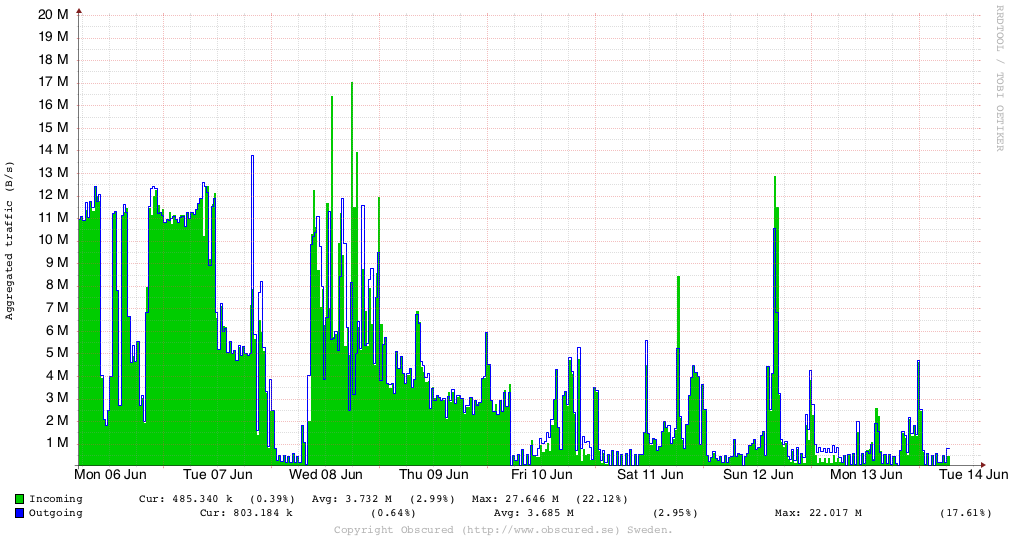 20 M
19 M
18 M
17 M
16 M
15 M
14 M
13 M
12 M
11 M
10 M
9 M
8 M
7 M
6 M
5 M
4 M
3 M
2 M
1 M
Aggregated traffic (B/s)
RRDTOOL / TOBI OETIKER
Mon 06 Jun Tue 07 Jun Wed 08 Jun Thu 09 Jun Fri 10 Jun Sat 11 Jun Sun 12 Jun Mon 13 Jun Tue 14 Jun
Incoming Cur: 485.340 k (0.39%) Avg: 3.732 M (2.99%) Max: 27.646 M (22.12%)
Outgoing Cur: 803.184 k (0.64%) Avg: 3.685 M (2.95%) Max: 22.017 M (17.61%)
Copyright Obscured (http://www.obscured.se) Sweden.